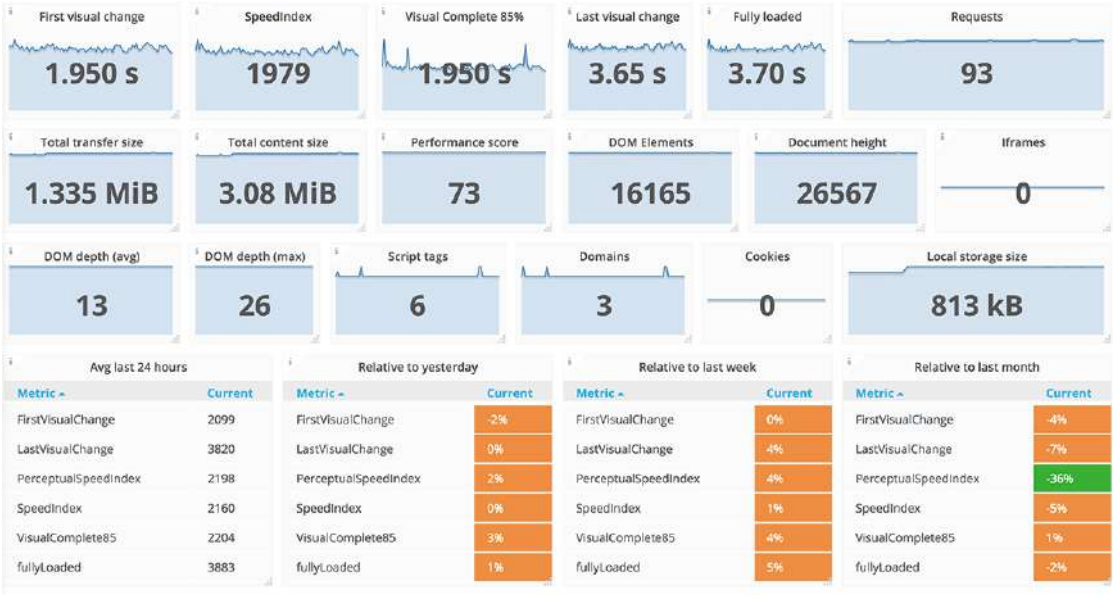 First visual change
SpeedIndex
Visual Complete 85%
Last visual change
Fully loaded
Requests
1.950 s
1979
1.950 s
3.65 s
3.70 s
93
Total transfer size
Total content size
Performance score
DOM Elements
Document height
Iframes
1.335 MiB
3.08 MiB
73
16165
26567
0
DOM depth (avg)
DOM depth (max)
Script tags
Domains
Cookies
Local storage size
13
26
6
3
0
813 kB
Avg last 24 hours
Metric Current
FirstVisualChange 2099
LastVisualChange 3820
PerceptualSpeedIndex 2198
SpeedIndex 2160
VisualComplete85 2204
fullyLoaded 3883
Relative to yesterday
Metric Current
FirstVisualChange -2%
LastVisualChange 0%
PerceptualSpeedIndex 2%
SpeedIndex 0%
VisualComplete85 3%
fullyLoaded 1%
Relative to last week
Metric Current
FirstVisualChange 0%
LastVisualChange 4%
PerceptualSpeedIndex 4%
SpeedIndex 1%
VisualComplete85 4%
fullyLoaded 5%
Relative to last month
Metric Current
FirstVisualChange -4%
LastVisualChange -7%
PerceptualSpeedIndex -36%
SpeedIndex -5%
VisualComplete85 1%
fullyLoaded -2%